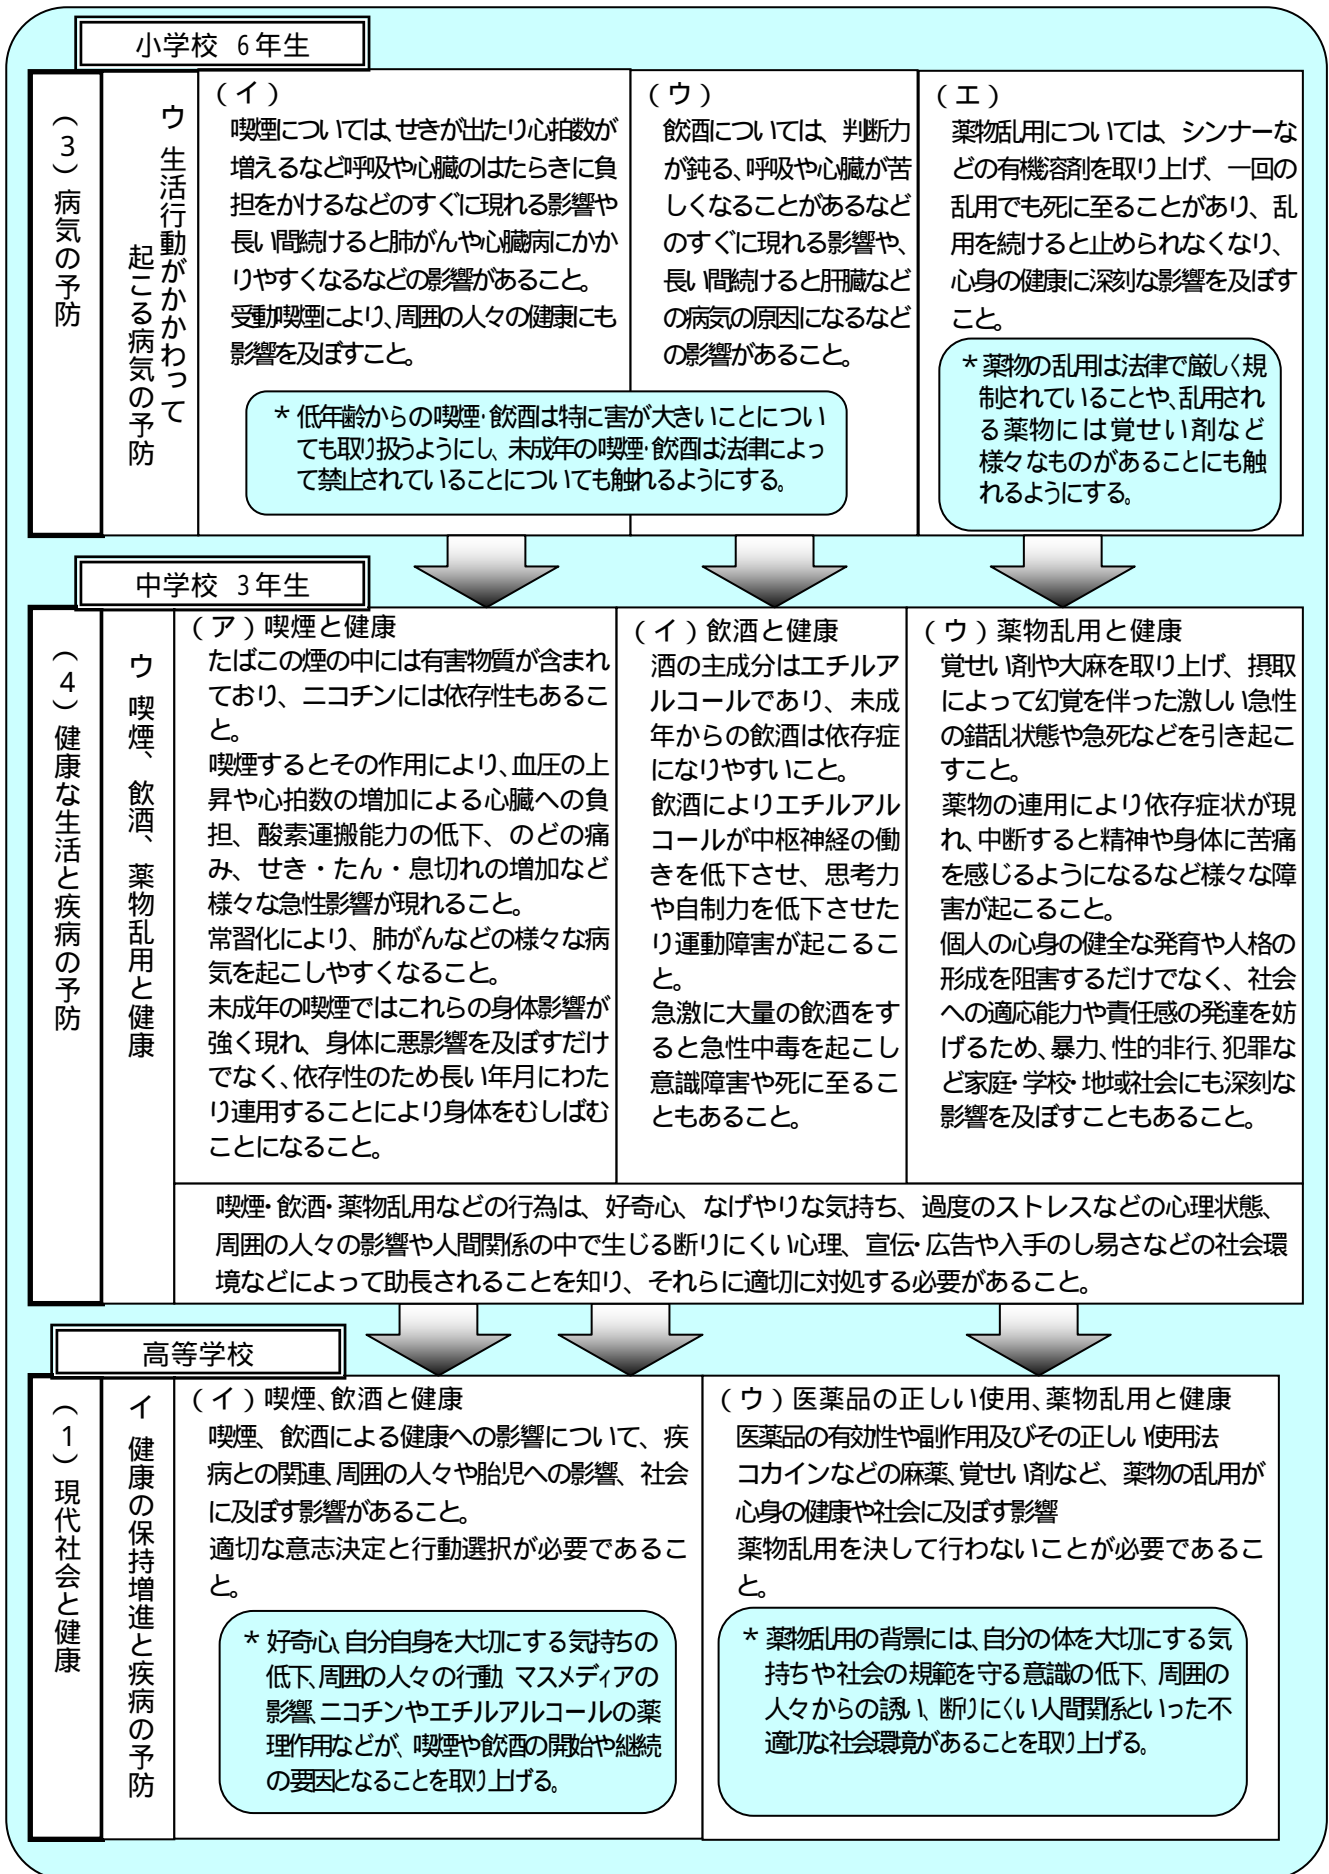 小学校 6年生
（3）病気の予防
ウ 生活行動がかかわって
起こる病気の予防
（イ）
喫煙については、せきが出たり心拍数が
増えるなど呼吸や心臓のはたらきに負
担をかけるなどのすぐに現れる影響や
長い間続けると肺がんや心臓病にかか
りやすくなるなどの影響があること。
受動喫煙により、周囲の人々の健康にも
影響を及ぼすこと。
（ウ）
飲酒については、判断力
が鈍る、呼吸や心臓が苦
しくなることがあるなど
のすぐに現れる影響や、
長い間続けると肝臓など
の病気の原因になるなど
の影響があること。
＊ 低年齢からの喫煙・飲酒は特に害が大きいことについ
ても取り扱うようにし、未成年の喫煙・飲酒は法律によっ
て禁止されていることについても触れるようにする。
（エ）
薬物乱用については、シンナーな
どの有機溶剤を取り上げ、一回の
乱用でも死に至ることがあり、乱
用を続けると止められなくなり、
心身の健康に深刻な影響を及ぼす
こと。
＊ 薬物の乱用は法律で厳しく規
制されていることや、乱用され
る薬物には覚せい剤など
様々なものがあることにも触
れるようにする。
中学校 3年生
（4）健康な生活と疾病の予防
ウ 喫煙、飲酒、薬物乱用と健康
（ア）喫煙と健康
たばこの煙の中には有害物質が含まれ
ており、ニコチンには依存性もあるこ
と。
喫煙するとその作用により、血圧の上
昇や心拍数の増加による心臓への負
担、酸素運搬能力の低下、のどの痛
み、せき・たん・息切れの増加など
様々な急性影響が現れること。
常習化により、肺がんなどの様々な病
気を起こしやすくなること。
未成年の喫煙ではこれらの身体影響が
強く現れ、身体に悪影響を及ぼすだけ
でなく、依存性のため長い年月にわた
り連用することにより身体をむしばむ
ことになること。
（イ）飲酒と健康
酒の主成分はエチルア
ルコールであり、未成
年からの飲酒は依存症
になりやすいこと。
飲酒によりエチルアル
コールが中枢神経の働
きを低下させ、思考力
や自制力を低下させた
り運動障害が起こるこ
と。
急激に大量の飲酒をす
ると急性中毒を起こし
意識障害や死に至るこ
ともあること。
（ウ）薬物乱用と健康
覚せい剤や大麻を取り上げ、摂取
によって幻覚を伴った激しい急性
の錯乱状態や急死などを引き起こ
すこと。
薬物の連用により依存症状が現
れ、中断すると精神や身体に苦痛
を感じるようになるなど様々な障
害が起こること。
個人の心身の健全な発育や人格の
形成を阻害するだけでなく、社会
への適応能力や責任感の発達を妨
げるため、暴力、性的非行、犯罪な
ど家庭・学校・地域社会にも深刻な
影響を及ぼすこともあること。
喫煙・飲酒・薬物乱用などの行為は、好奇心、なげやりな気持ち、過度のストレスなどの心理状態、
周囲の人々の影響や人間関係の中で生じる断りにくい心理、宣伝・広告や入手のし易さなどの社会環
境などによって助長されることを知り、それらに適切に対処する必要があること。
高等学校
（1）現代社会と健康
イ 健康の保持増進と疾病の予防
（イ）喫煙、飲酒と健康
喫煙、飲酒による健康への影響について、疾
病との関連、周囲の人々や胎児への影響、社会
に及ぼす影響があること。
適切な意志決定と行動選択が必要であるこ
と。
＊ 好奇心、自分自身を大切にする気持ちの
低下、周囲の人々の行動、マスメディアの
影響、ニコチンやエチルアルコールの薬
理作用などが、喫煙や飲酒の開始や継続
の要因となることを取り上げる。
（ウ）医薬品の正しい使用、薬物乱用と健康
医薬品の有効性や副作用及びその正しい使用法
コカインなどの麻薬、覚せい剤など、薬物の乱用が
心身の健康や社会に及ぼす影響
薬物乱用を決して行わないことが必要であるこ
と。
＊ 薬物乱用の背景には、自分の体を大切にする気
持ちや社会の規範を守る意識の低下、周囲の
人々からの誘い、断りにくい人間関係といった不
適切な社会環境があることを取り上げる。